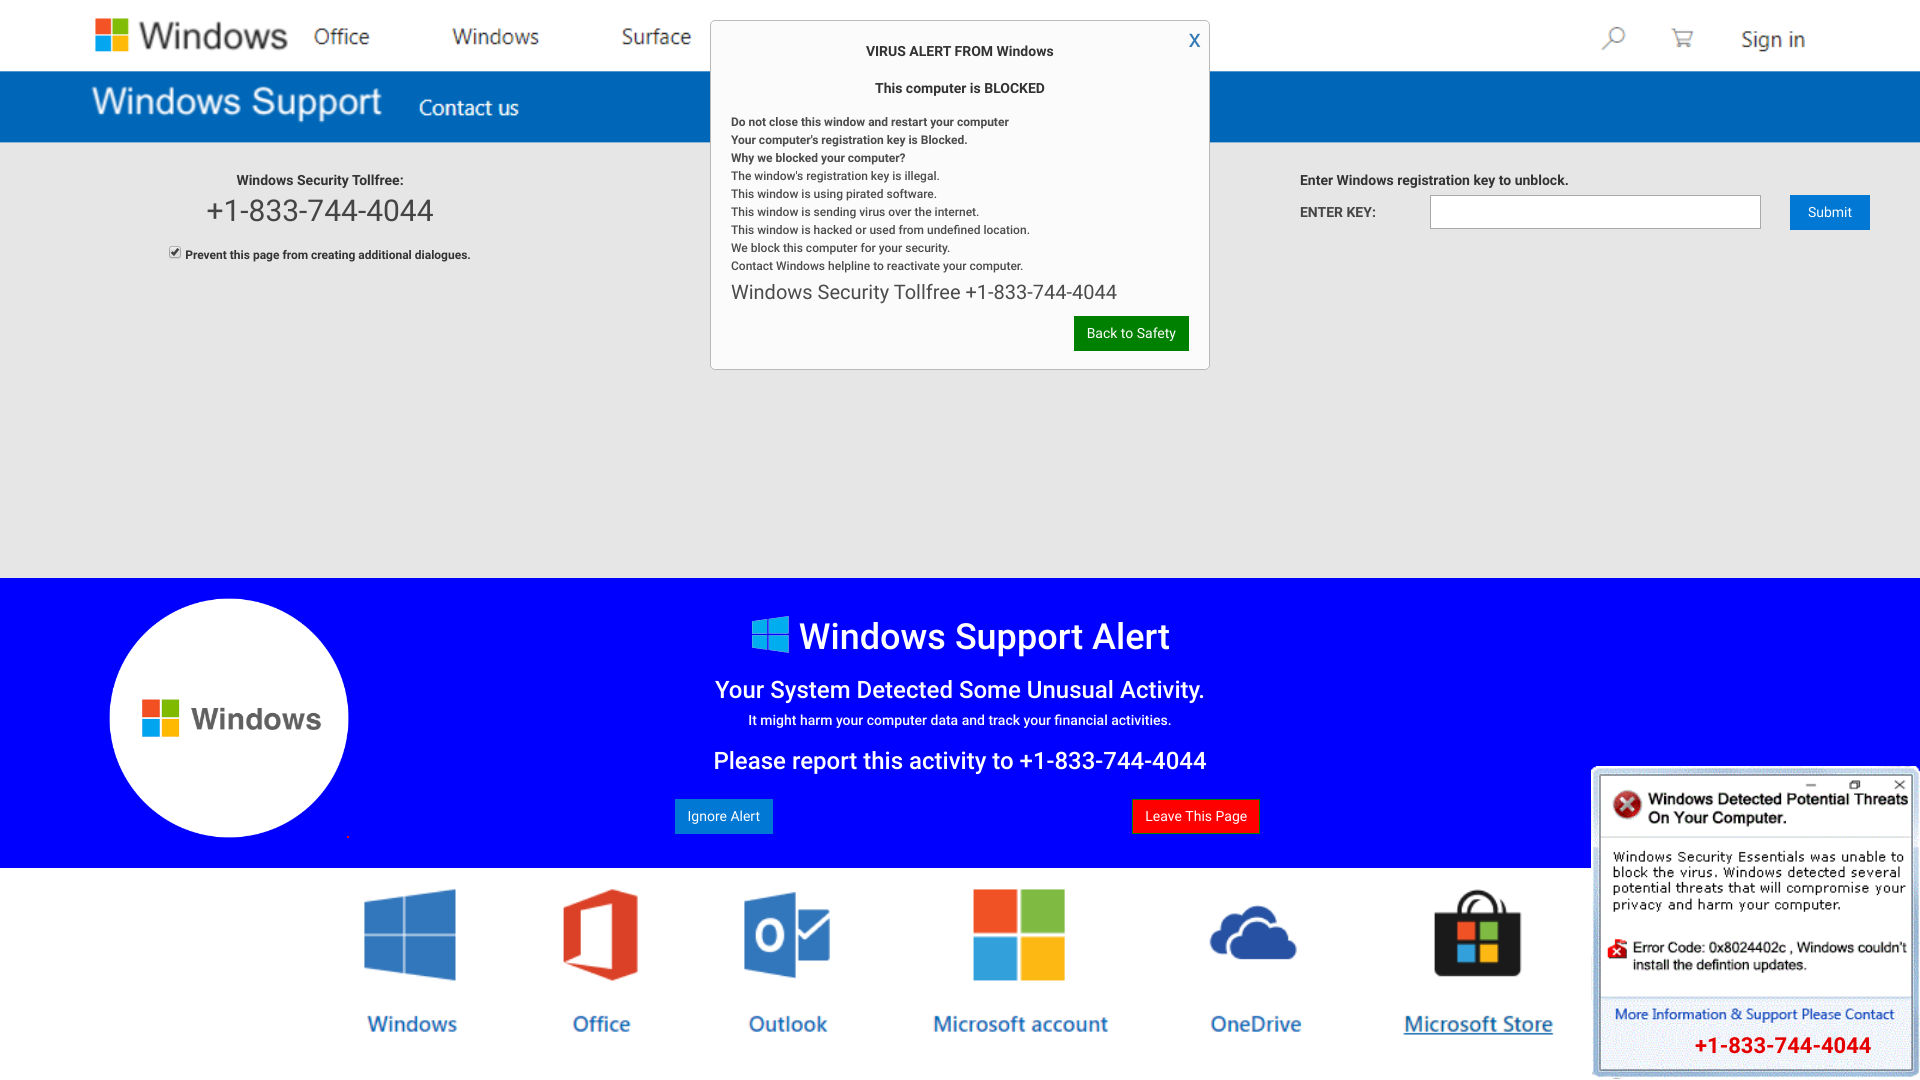 Windows Office Windows Surface
Sign in
Windows Support Contact us
VIRUS ALERT FROM Windows
X
This computer is BLOCKED
Do not close this window and restart your computer
Your computer's registration key is Blocked.
Why we blocked your computer?
The window's registration key is illegal.
This window is using pirated software.
This window is sending virus over the internet.
This window is hacked or used from undefined location.
We block this computer for your security.
Contact Windows helpline to reactivate your computer.
Windows Security Tollfree +1-833-744-4044
Back to Safety
Windows Security Tollfree:
+1-833-744-4044
Prevent this page from creating additional dialogues.
Enter Windows registration key to unblock.
ENTER KEY:
Submit
Windows
Windows Support Alert
Your System Detected Some Unusual Activity.
It might harm your computer data and track your financial activities.
Please report this activity to +1-833-744-4044
Ignore Alert
Leave This Page
Windows
Office
Outlook
Microsoft account
OneDrive
Microsoft Store
Windows Detected Potential Threats
On Your Computer.
Windows Security Essentials was unable to
block the virus. Windows detected several
potential threats that will compromise your
privacy and harm your computer.
Error Code: 0x8024402c , Windows couldn't
install the defintion updates.
More Information & Support Please Contact
+1-833-744-4044